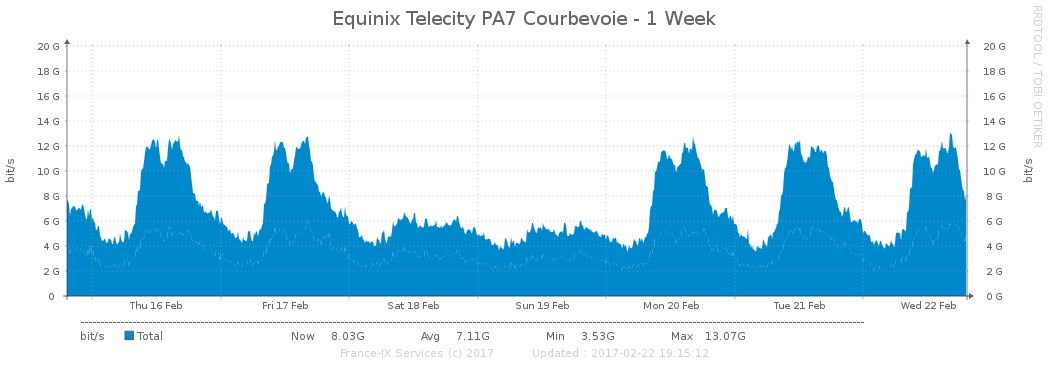 Equinix Telecity PA7 Courbevoie - 1 Week
RRDTOOL / TOBI OETIKER
bit/s
bit/s
20 G 20 G
18 G 18 G
16 G 16 G
14 G 14 G
12 G 12 G
10 G 10 G
8 G 8 G
6 G 6 G
4 G 4 G
2 G 2 G
0 0 G
Thu 16 Feb Fri 17 Feb Sat 18 Feb Sun 19 Feb Mon 20 Feb Tue 21 Feb Wed 22 Feb
bit/s Total Now 8.03G Avg 7.11G Min 3.53G Max 13.07G
France-IX Services (c) 2017 Updated : 2017-02-22 19:15:12